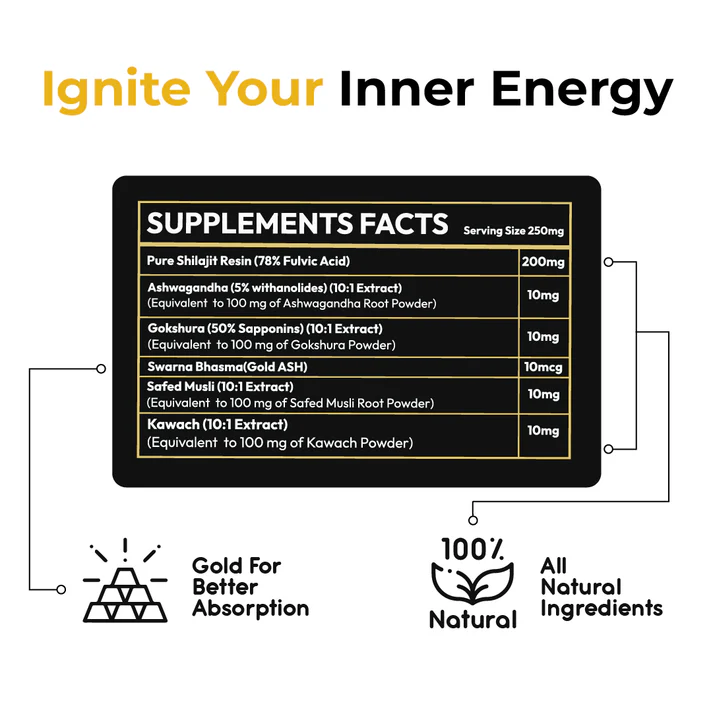 Ignite Your Inner Energy
SUPPLEMENTS FACTS Serving Size 250mg
Pure Shilajit Resin (78% Fulvic Acid) 200mg
Ashwagandha (5% withanolides) (10:1 Extract)
(Equivalent to 100 mg of Ashwagandha Root Powder) 10mg
Gokshura (50% Sapponins) (10:1 Extract)
(Equivalent to 100 mg of Gokshura Powder) 10mg
Swarna Bhasma(Gold ASH) 10mcg
Safed Musli (10:1 Extract)
(Equivalent to 100 mg of Safed Musli Root Powder) 10mg
Kawach (10:1 Extract)
(Equivalent to 100 mg of Kawach Powder) 10mg
Gold For
Better
Absorption
100%
Natural
All
Natural
Ingredients